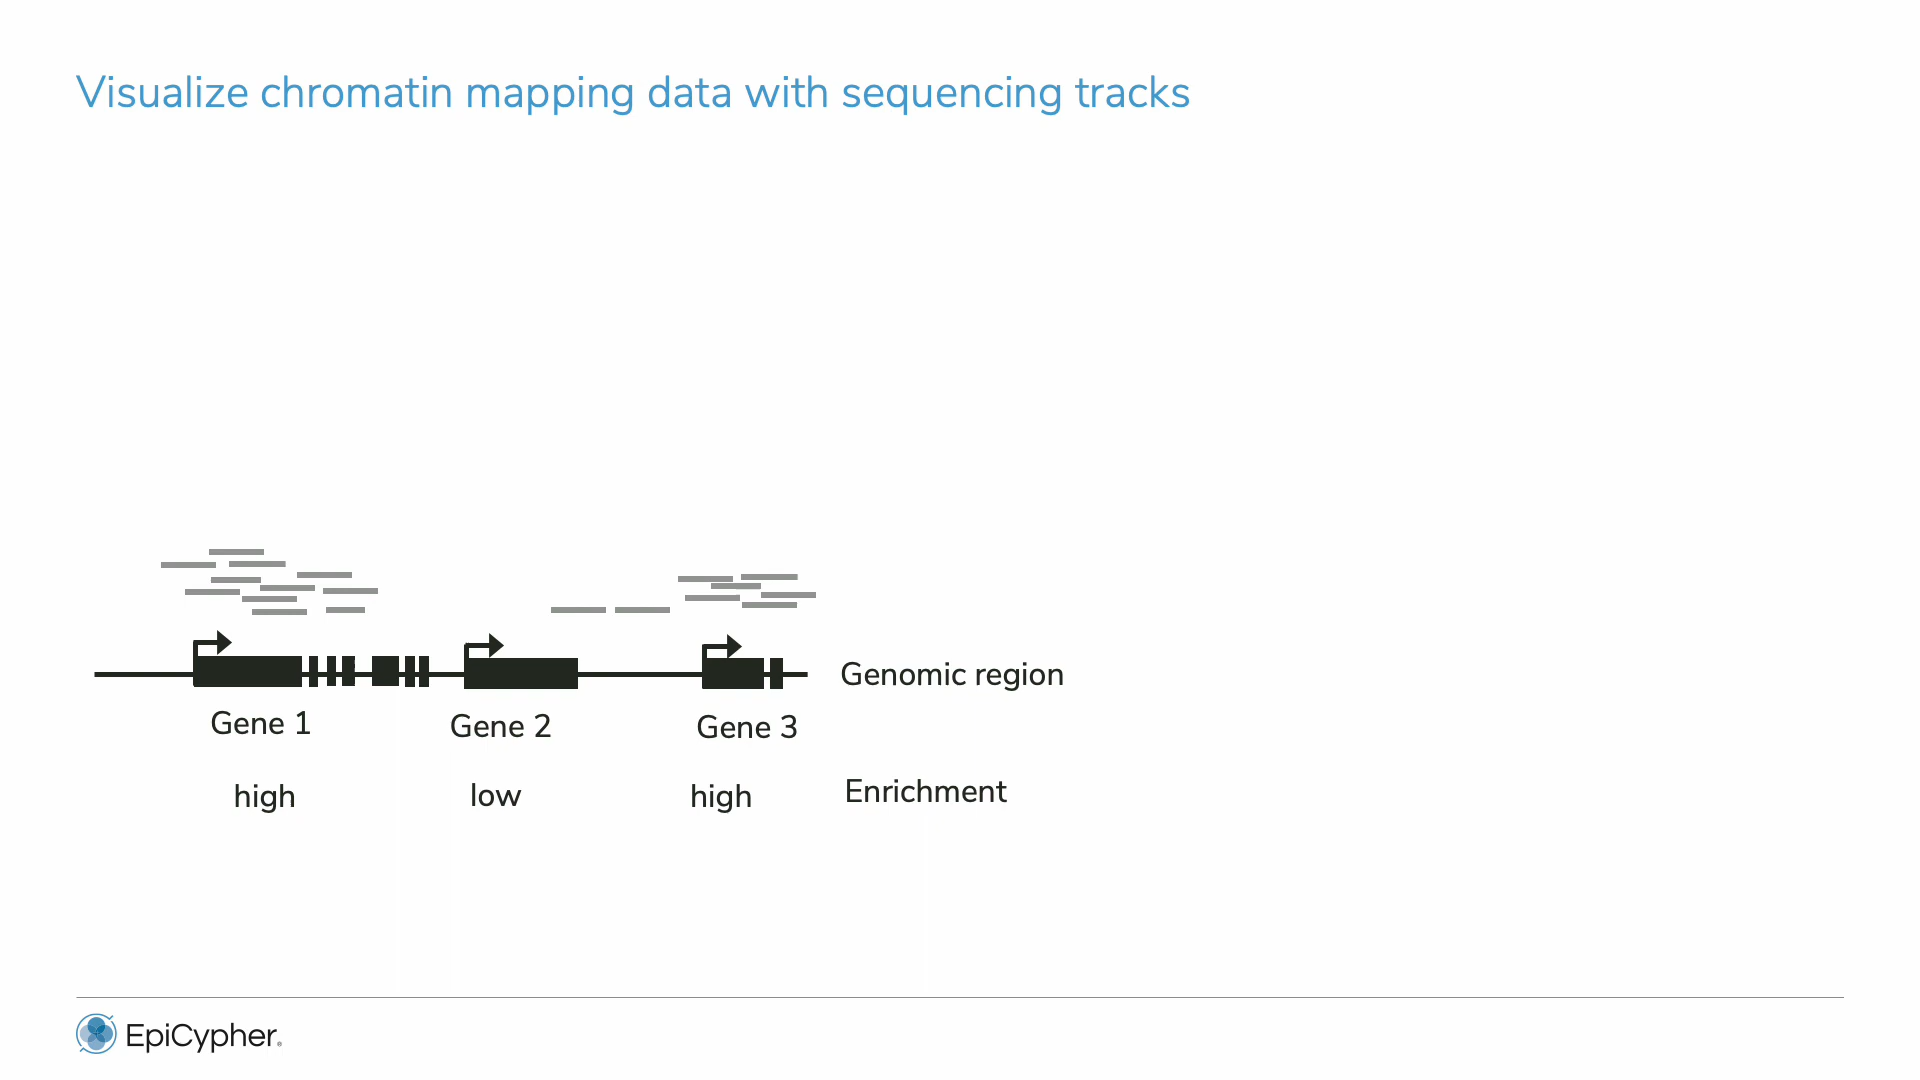 Visualize chromatin mapping data with sequencing tracks
Genomic region
Gene 1 Gene 2 Gene 3
high low high Enrichment
EpiCypher®